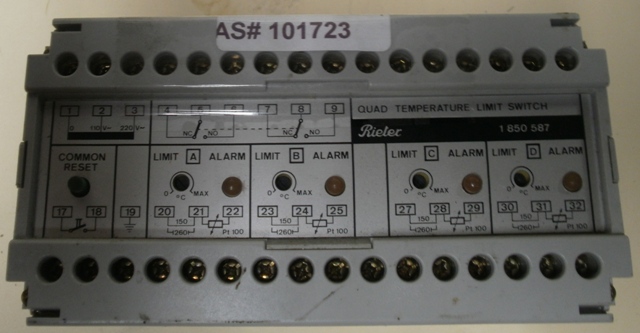 AS# 101723
1 2 3 4 5 6 7 8 9
QUAD TEMPERATURE LIMIT SWITCH
0 110V~ 220V~
NC NO NC NO
Rieter 1 850 587
COMMON
RESET
LIMIT A ALARM
0 °C MAX
LIMIT B ALARM
0 °C MAX
LIMIT C ALARM
0 °C MAX
LIMIT D ALARM
0 °C MAX
17 18 19 20 21 22 23 24 25 27 28 29 30 31 32
150 150 150 150
(260) Pt 100 (260) Pt 100 (260) Pt 100 (260) Pt 100